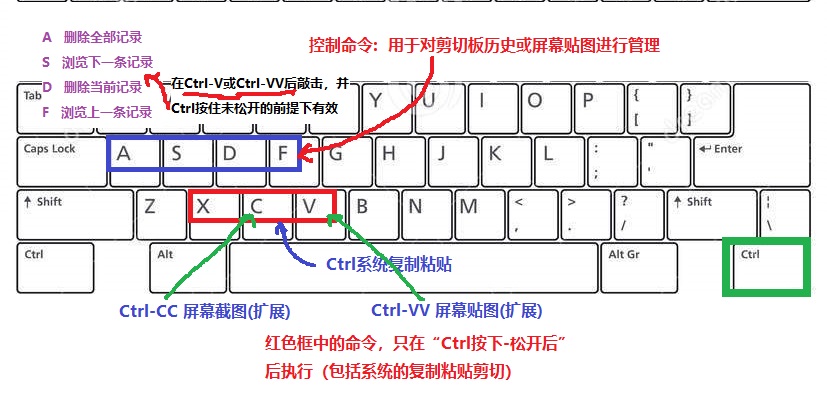 A 删除全部记录
S 浏览下一条记录
D 删除当前记录
F 浏览上一条记录
控制命令：用于对剪切板历史或屏幕贴图进行管理
在Ctrl-V或Ctrl-VV后敲击，并
Ctrl按住未松开的前提下有效
Tab Y U I O P { [ } ]
Caps Lock A S D F G H J K L : ; " ' Enter
Shift Z X C V B N M < , > . ? / Shift ¦ \
Ctrl Alt Ctrl系统复制粘贴 Alt Gr Ctrl
Ctrl-CC 屏幕截图(扩展) Ctrl-VV 屏幕贴图(扩展)
红色框中的命令，只在“Ctrl按下-松开后”
后执行（包括系统的复制粘贴剪切）